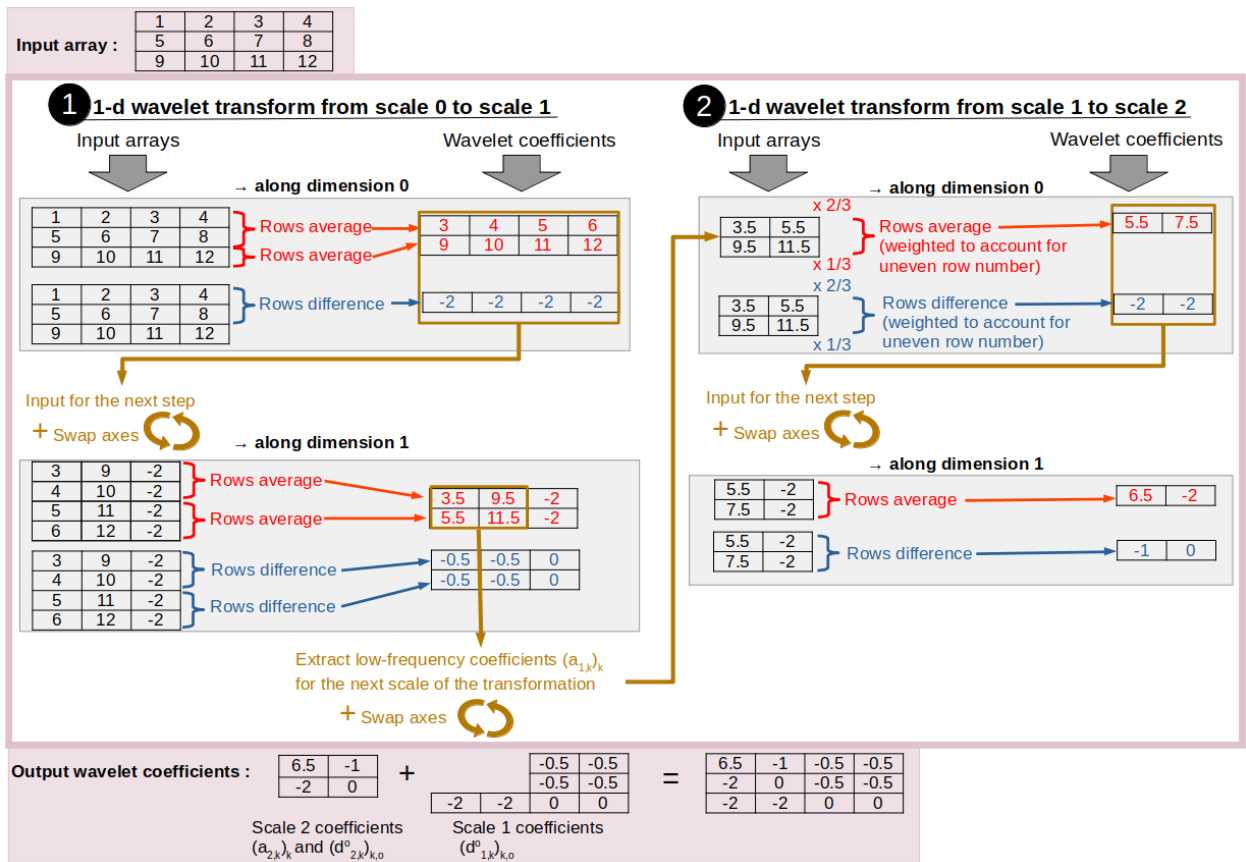 Input array :
1 2 3 4
5 6 7 8
9 10 11 12
1 1-d wavelet transform from scale 0 to scale 1
Input arrays
Wavelet coefficients
→ along dimension 0
1 2 3 4
5 6 7 8
9 10 11 12
Rows average
Rows average
3 4 5 6
9 10 11 12
1 2 3 4
5 6 7 8
9 10 11 12
Rows difference
-2 -2 -2 -2
Input for the next step
+ Swap axes
→ along dimension 1
3 9 -2
4 10 -2
5 11 -2
6 12 -2
Rows average
Rows average
3.5 9.5 -2
5.5 11.5 -2
3 9 -2
4 10 -2
5 11 -2
6 12 -2
Rows difference
Rows difference
-0.5 -0.5 0
-0.5 -0.5 0
Extract low-frequency coefficients (a1,k)k
for the next scale of the transformation
+ Swap axes
2 1-d wavelet transform from scale 1 to scale 2
Input arrays
Wavelet coefficients
→ along dimension 0
x 2/3
3.5 5.5
9.5 11.5
x 1/3
Rows average
(weighted to account for
uneven row number)
5.5 7.5
x 2/3
3.5 5.5
9.5 11.5
x 1/3
Rows difference
(weighted to account for
uneven row number)
-2 -2
Input for the next step
+ Swap axes
→ along dimension 1
5.5 -2
7.5 -2
Rows average
6.5 -2
5.5 -2
7.5 -2
Rows difference
-1 0
Output wavelet coefficients :
6.5 -1
-2 0
+
-0.5 -0.5
-0.5 -0.5
-2 -2 0 0
=
6.5 -1 -0.5 -0.5
-2 0 -0.5 -0.5
-2 -2 0 0
Scale 2 coefficients
(a2,k)k and (do2,k)k,o
Scale 1 coefficients
(do1,k)k,o